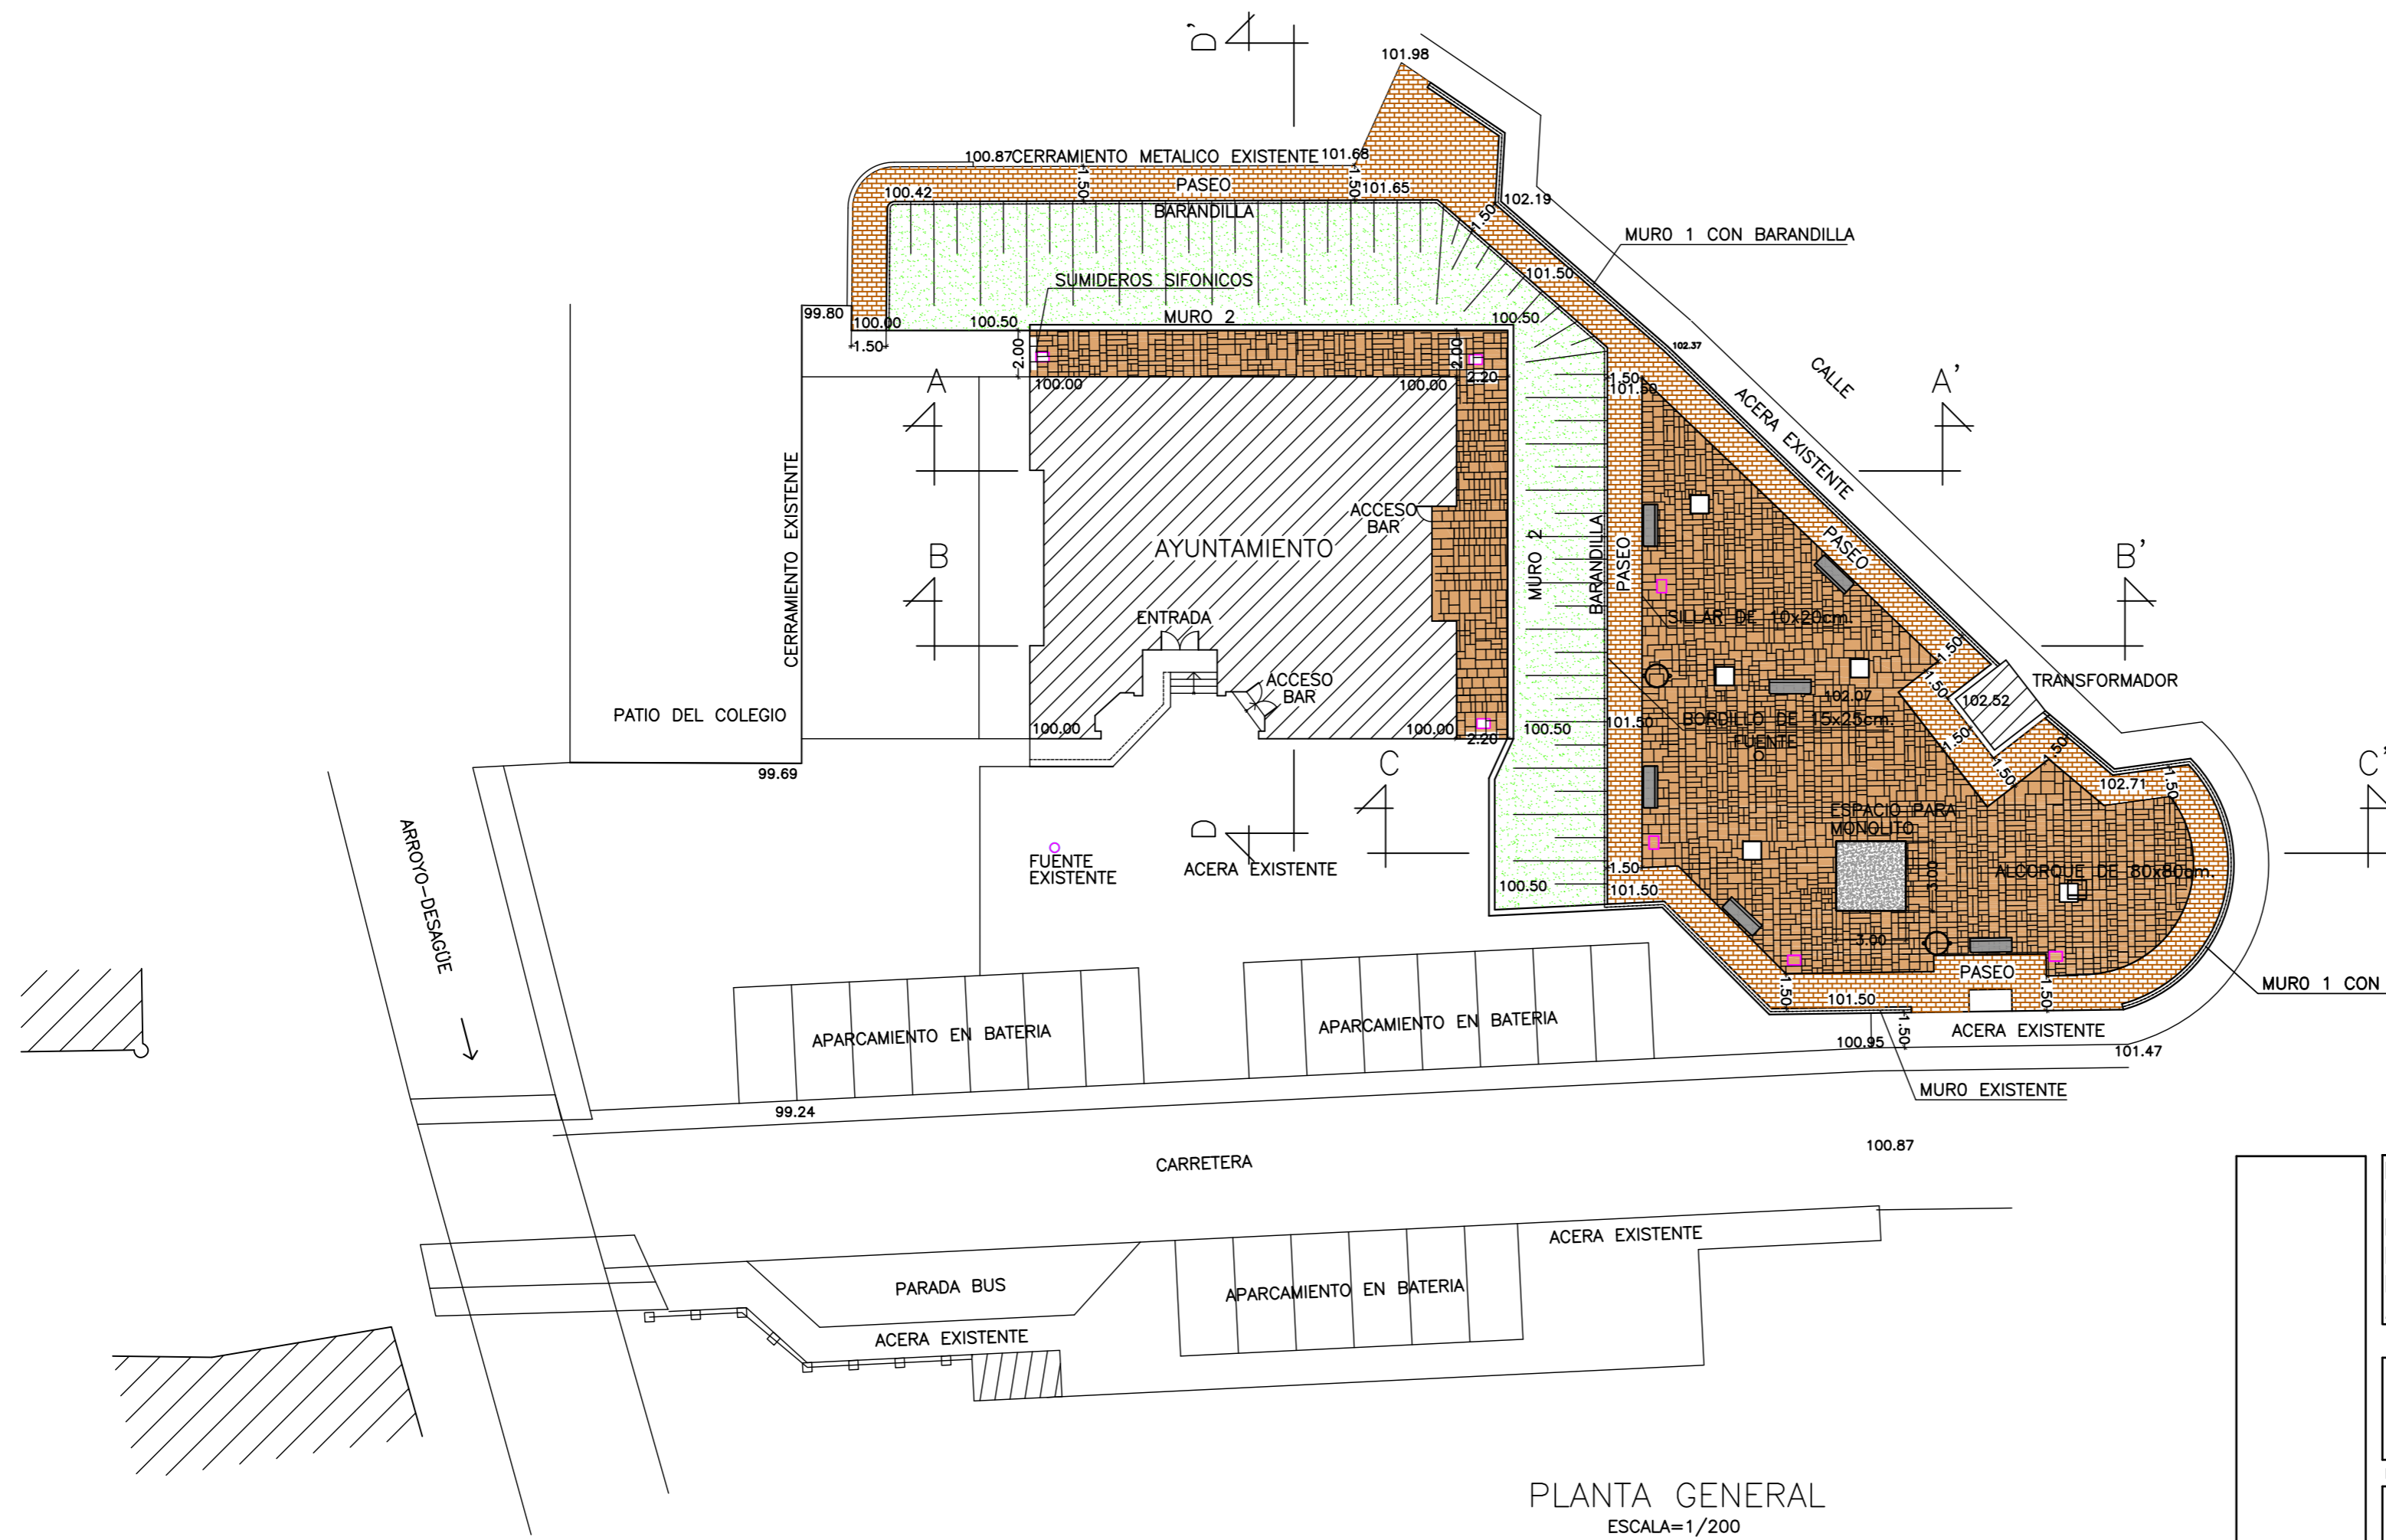 D'
101.98
100.87 CERRAMIENTO METALICO EXISTENTE 101.68
1.50
PASEO
1.50
101.65
100.42
BARANDILLA
102.19
1.50
MURO 1 CON BARANDILLA
101.50
SUMIDEROS SIFONICOS
99.80
100.00
100.50
MURO 2
100.50
1.50
2.00
2.00
102.37
CALLE
A
100.00
100.00
2.20
1.50
101.50
A'
ACERA EXISTENTE
CERRAMIENTO EXISTENTE
ACCESO
BAR
AYUNTAMIENTO
MURO 2
BARANDILLA
PASEO
PASEO
B
B'
ENTRADA
SILLAR DE 10x20cm.
1.50
ACCESO
BAR
1.50
TRANSFORMADOR
102.52
102.07
PATIO DEL COLEGIO
100.00
100.00
2.20
100.50
101.50
BORDILLO DE 15x25cm.
FUENTE
1.50
1.50
1.50
99.69
C
C'
102.71
1.50
ARROYO-DESAGÜE
D
ESPACIO PARA
MONOLITO
FUENTE
EXISTENTE
ACERA EXISTENTE
1.50
3.00
ALCORQUE DE 80x80cm.
100.50
101.50
3.00
PASEO
1.50
101.50
1.50
MURO 1 CON
APARCAMIENTO EN BATERIA
APARCAMIENTO EN BATERIA
1.50
ACERA EXISTENTE
100.95
101.47
MURO EXISTENTE
99.24
100.87
CARRETERA
ACERA EXISTENTE
PARADA BUS
APARCAMIENTO EN BATERIA
ACERA EXISTENTE
PLANTA GENERAL
ESCALA=1/200